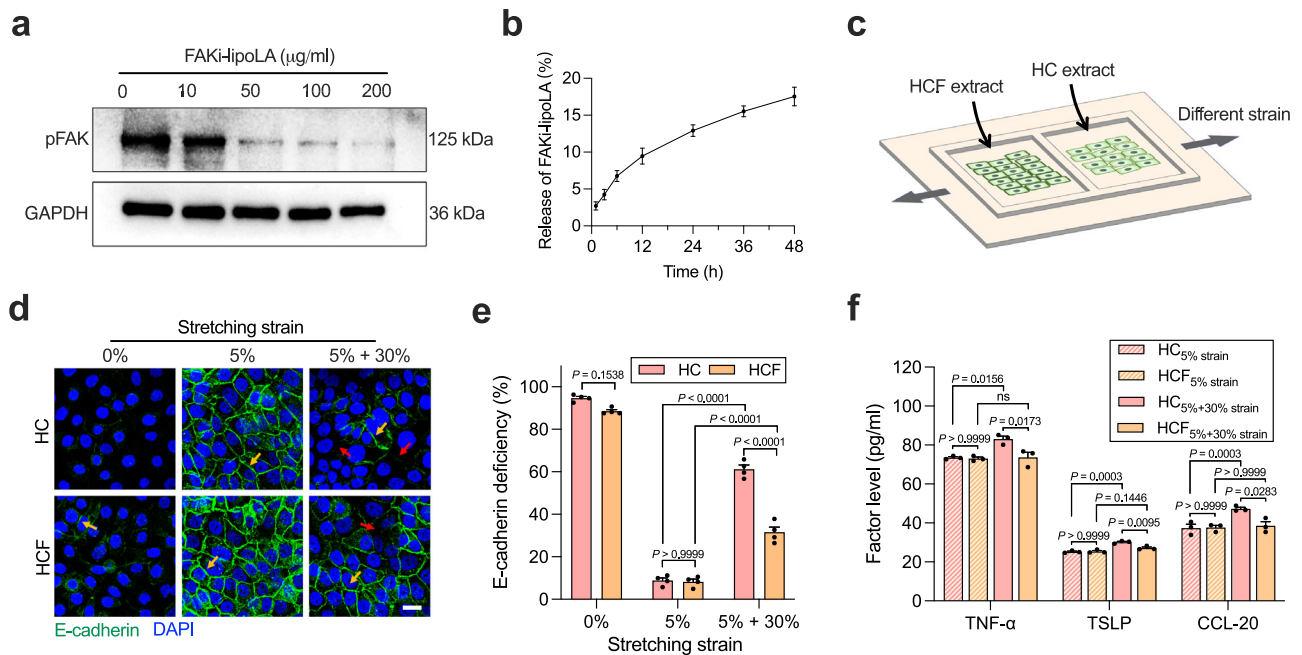 a
FAKi-lipoLA (μg/ml)
0 10 50 100 200
pFAK
125 kDa
GAPDH
36 kDa
b
Release of FAKi-lipoLA (%)
20
15
10
5
0
0 12 24 36 48
Time (h)
c
HCF extract
HC extract
Different strain
d
Stretching strain
0% 5% 5% + 30%
HC
HCF
E-cadherin DAPI
e
E-cadherin deficiency (%)
HC HCF
100
80
60
40
20
0
P = 0.1538
P < 0.0001
P < 0.0001
P < 0.0001
P > 0.9999
0% 5% 5% + 30%
Stretching strain
f
HC5% strain
HCF5% strain
HC5%+30% strain
HCF5%+30% strain
Factor level (pg/ml)
120
100
80
60
40
20
0
P = 0.0156
ns
P > 0.9999
P = 0.0173
P = 0.0003
P = 0.1446
P > 0.9999
P = 0.0095
P = 0.0003
P > 0.9999
P > 0.9999
P = 0.0283
TNF-α TSLP CCL-20